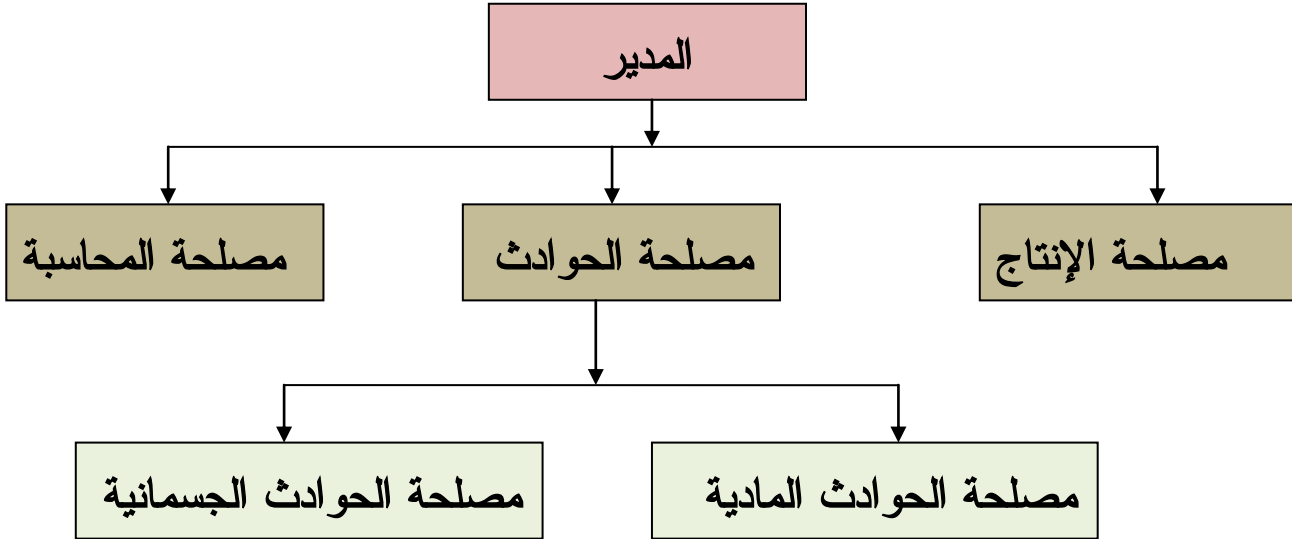 المدير
مصلحة الإنتاج
مصلحة الحوادث
مصلحة المحاسبة
مصلحة الحوادث المادية
مصلحة الحوادث الجسمانية